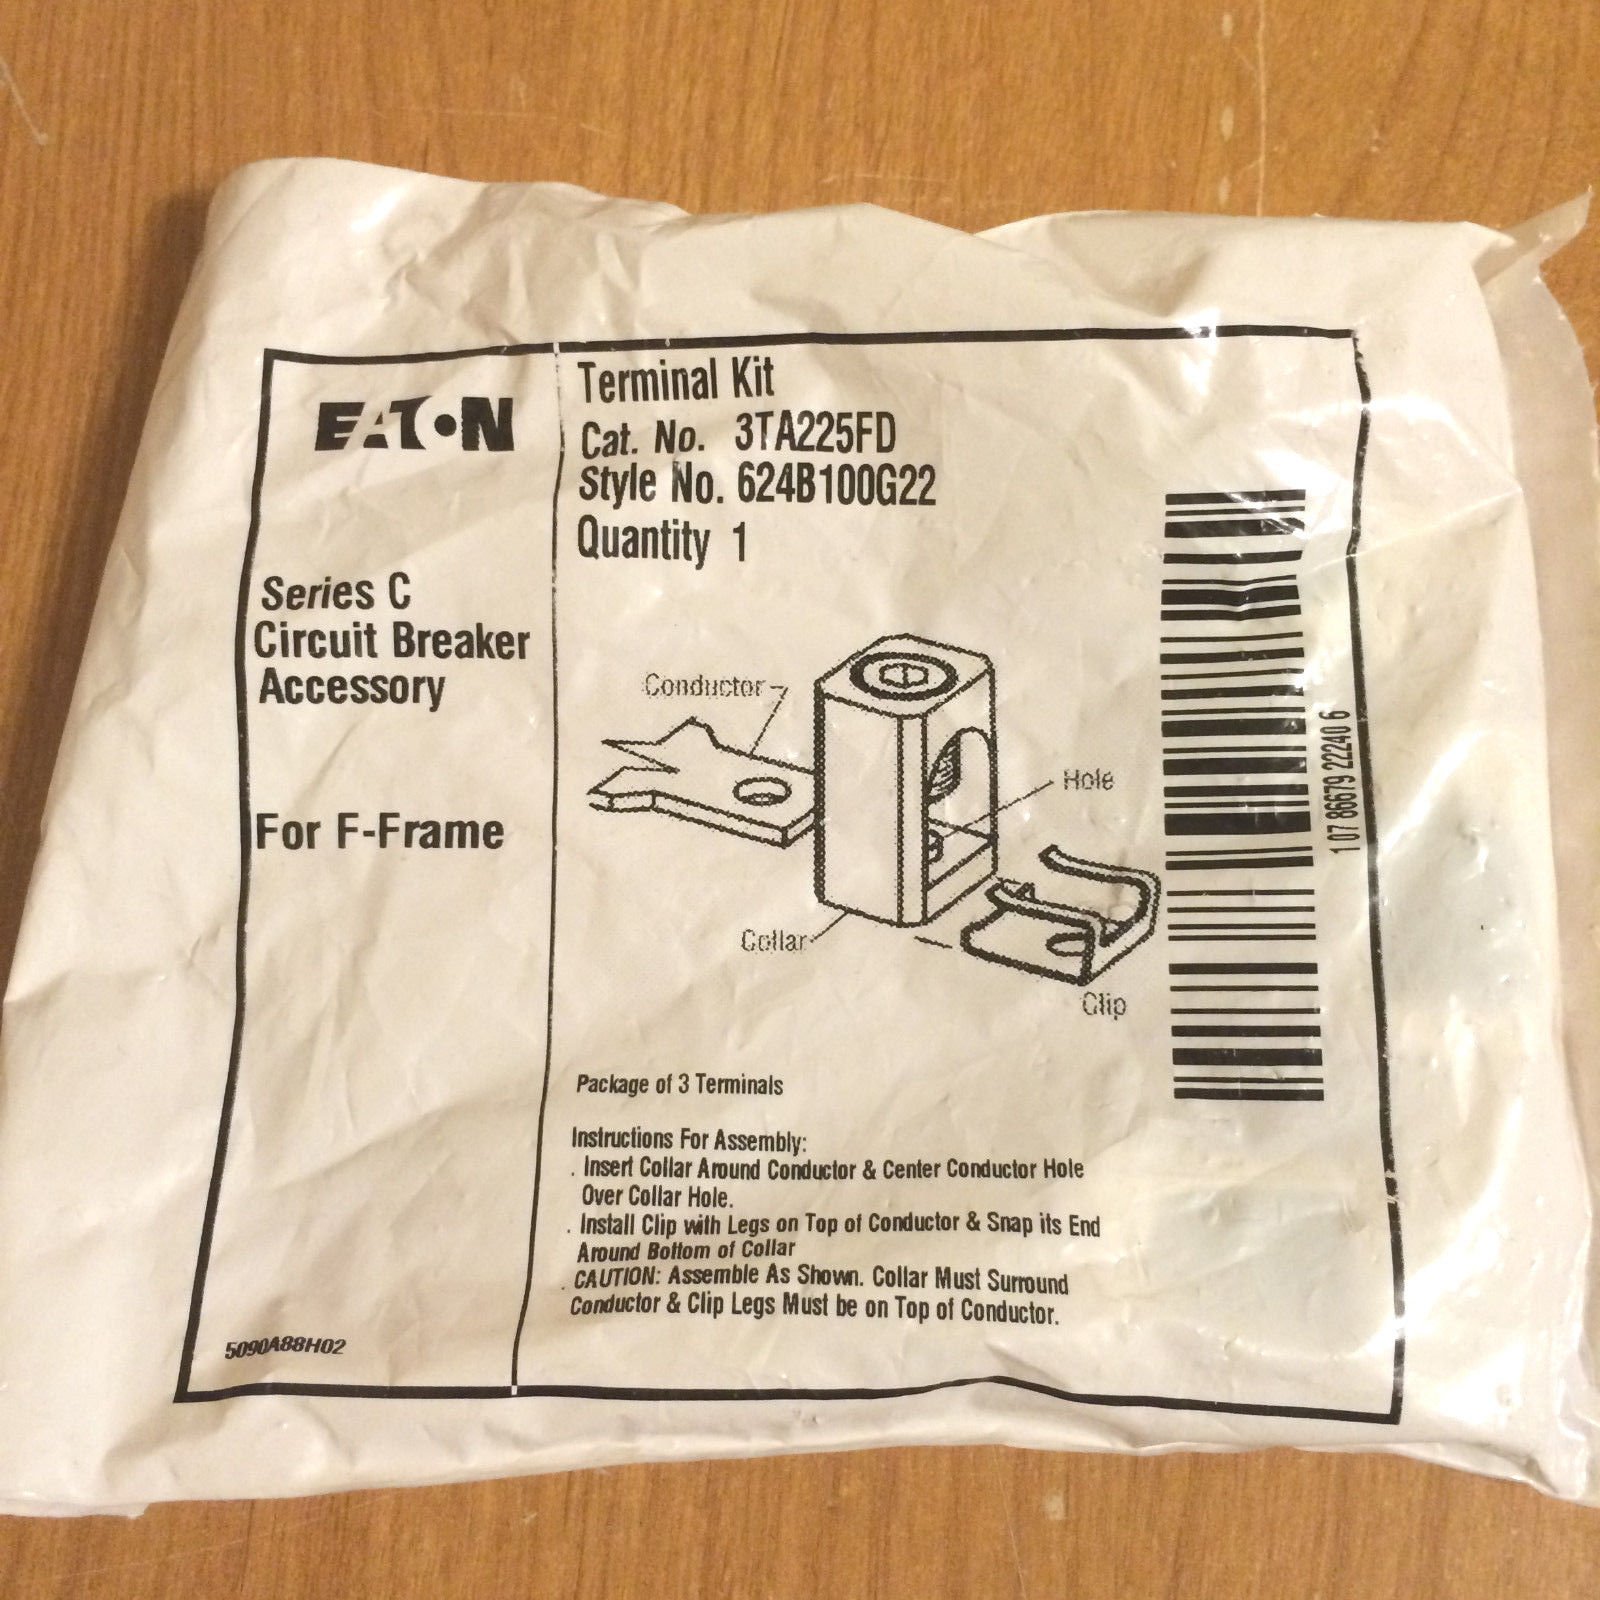 EATON
Series C
Circuit Breaker
Accessory
For F-Frame
5090A88H02
Terminal Kit
Cat. No. 3TA225FD
Style No. 624B100G22
Quantity 1
Conductor
Hole
Collar
Clip
1 07 86679 22240 6
Package of 3 Terminals
Instructions For Assembly:
. Insert Collar Around Conductor & Center Conductor Hole
Over Collar Hole.
. Install Clip with Legs on Top of Conductor & Snap its End
Around Bottom of Collar
. CAUTION: Assemble As Shown. Collar Must Surround
Conductor & Clip Legs Must be on Top of Conductor.